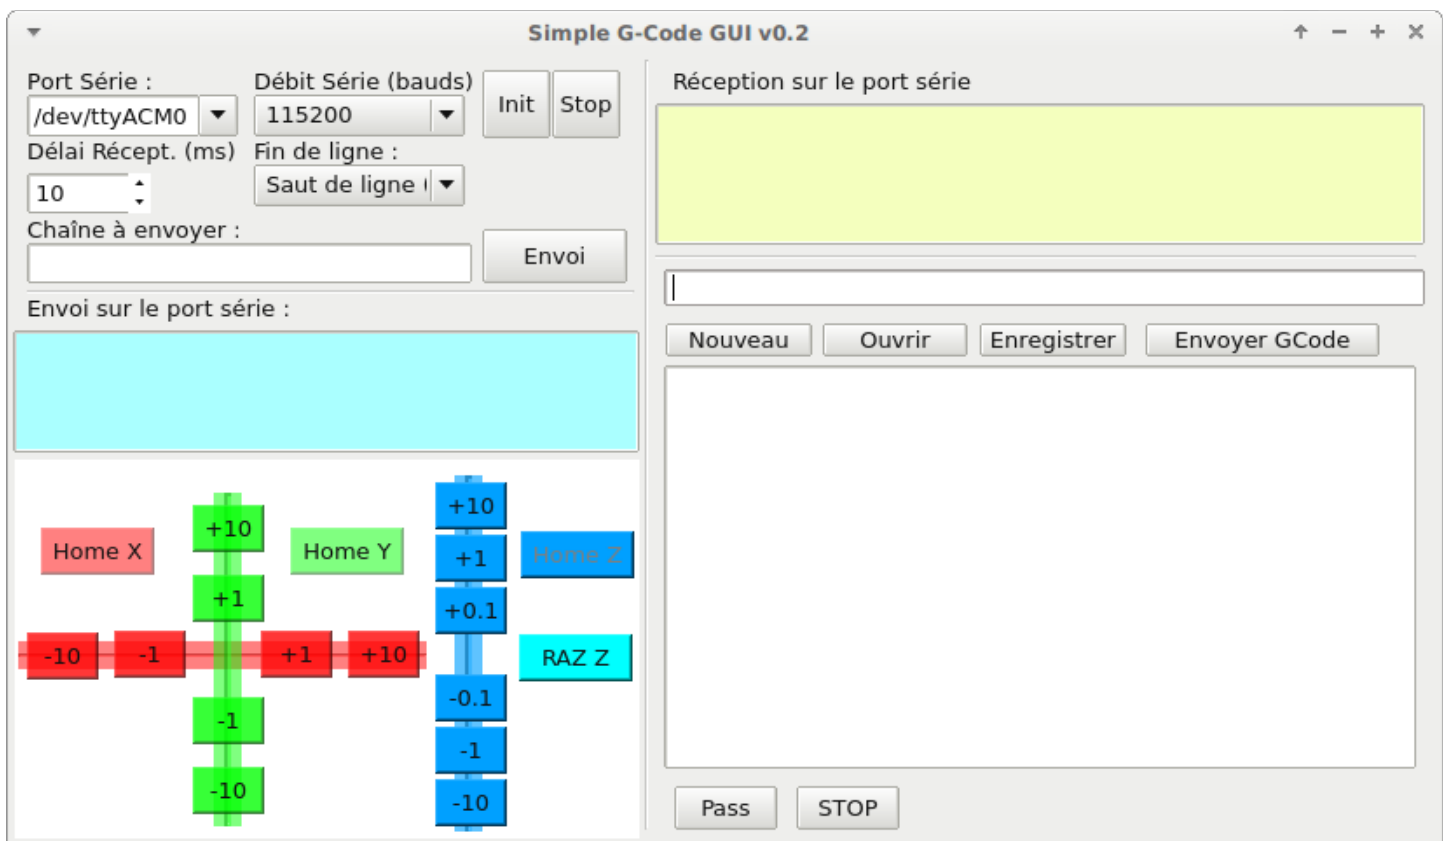 Simple G-Code GUI v0.2
Port Série :
Débit Série (bauds)
Init
Stop
/dev/ttyACM0
115200
Délai Récept. (ms)
Fin de ligne :
10
Saut de ligne (
Chaîne à envoyer :
Envoi
Envoi sur le port série :
Home X
+10
Home Y
+1
-10
-1
+1
+10
-1
-10
+10
+1
Home Z
+0.1
RAZ Z
-0.1
-1
-10
Réception sur le port série
Nouveau
Ouvrir
Enregistrer
Envoyer GCode
Pass
STOP